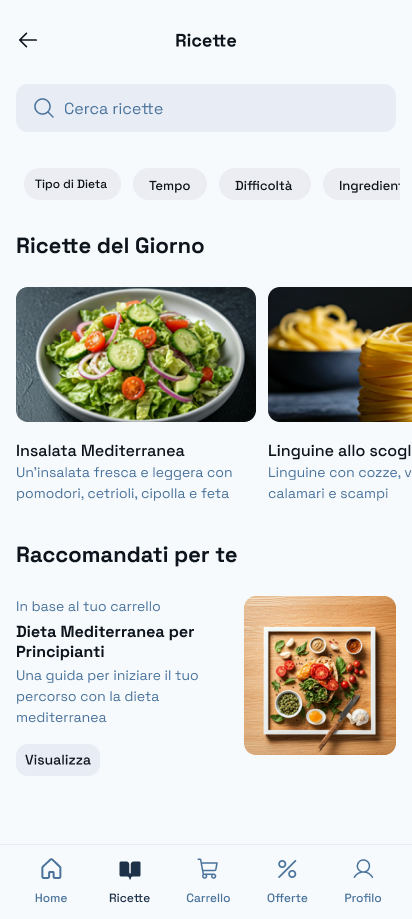 Ricette
Cerca ricette
Tipo di Dieta Tempo Difficoltà
Ricette del Giorno
Insalata Mediterranea
Un'insalata fresca e leggera con
pomodori, cetrioli, cipolla e feta
Linguine allo
Linguine con cozze,
calamari e scampi
Raccomandati per te
In base al tuo carrello
Dieta Mediterranea per
Principianti
Una guida per iniziare il tuo
percorso con la dieta
mediterranea
Visualizza
Home Ricette Carrello Offerte Profilo